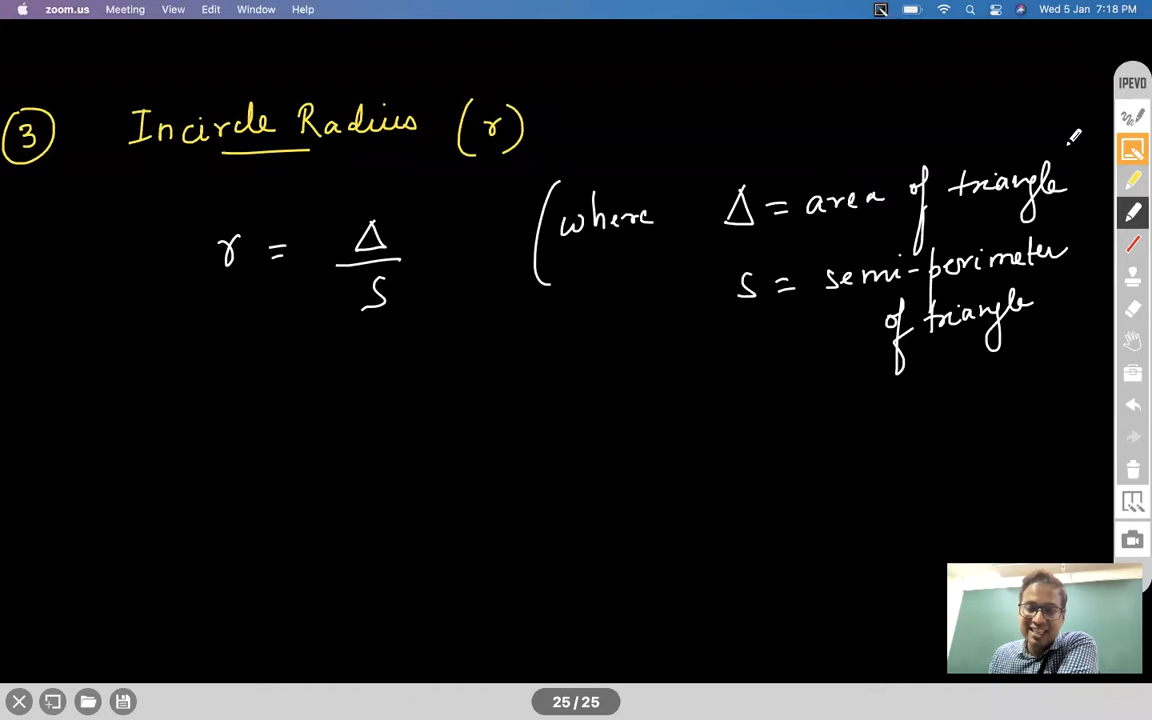 zoom.us Meeting View Edit Window Help Wed 5 Jan 7:18 PM
IPEVO
③ Incircle Radius (r)
r = Δ/s (where Δ = area of triangle
s = semi-perimeter
of triangle
25/25